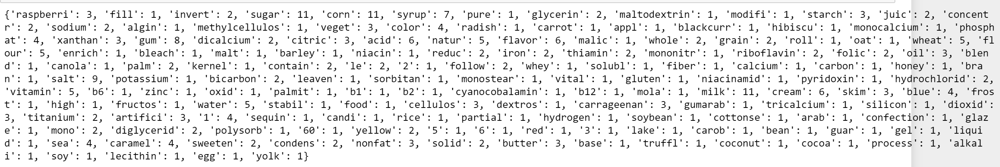 {'raspberri': 3, 'fill': 1, 'invert': 2, 'sugar': 11, 'corn': 11, 'syrup': 7, 'pure': 1, 'glycerin': 2, 'maltodextrin': 1, 'modifi': 1, 'starch': 3, 'juic': 2, 'concent
r': 2, 'sodium': 2, 'algin': 1, 'methylcellulos': 1, 'veget': 3, 'color': 4, 'radish': 1, 'carrot': 1, 'appl': 1, 'blackcurr': 1, 'hibiscu': 1, 'monocalcium': 1, 'phosph
at': 4, 'xanthan': 3, 'gum': 8, 'dicalcium': 2, 'citric': 3, 'acid': 6, 'natur': 5, 'flavor': 6, 'malic': 1, 'whole': 2, 'grain': 2, 'roll': 1, 'oat': 1, 'wheat': 5, 'fl
our': 5, 'enrich': 1, 'bleach': 1, 'malt': 1, 'barley': 1, 'niacin': 1, 'reduc': 2, 'iron': 2, 'thiamin': 2, 'mononitr': 1, 'riboflavin': 2, 'folic': 2, 'oil': 3, 'blen
d': 1, 'canola': 1, 'palm': 2, 'kernel': 1, 'contain': 2, 'le': 2, '2': 1, 'follow': 2, 'whey': 1, 'solubl': 1, 'fiber': 1, 'calcium': 1, 'carbon': 1, 'honey': 1, 'bra
n': 1, 'salt': 9, 'potassium': 1, 'bicarbon': 2, 'leaven': 1, 'sorbitan': 1, 'monostear': 1, 'vital': 1, 'gluten': 1, 'niacinamid': 1, 'pyridoxin': 1, 'hydrochlorid': 2,
'vitamin': 5, 'b6': 1, 'zinc': 1, 'oxid': 1, 'palmit': 1, 'b1': 1, 'b2': 1, 'cyanocobalamin': 1, 'b12': 1, 'mola': 1, 'milk': 11, 'cream': 6, 'skim': 3, 'blue': 4, 'fros
t': 1, 'high': 1, 'fructos': 1, 'water': 5, 'stabil': 1, 'food': 1, 'cellulos': 3, 'dextros': 1, 'carrageenan': 3, 'gumarab': 1, 'tricalcium': 1, 'silicon': 1, 'dioxid':
3, 'titanium': 2, 'artifici': 3, '1': 4, 'sequin': 1, 'candi': 1, 'rice': 1, 'partial': 1, 'hydrogen': 1, 'soybean': 1, 'cottonse': 1, 'arab': 1, 'confection': 1, 'glaz
e': 1, 'mono': 2, 'diglycerid': 2, 'polysorb': 1, '60': 1, 'yellow': 2, '5': 1, '6': 1, 'red': 1, '3': 1, 'lake': 1, 'carob': 1, 'bean': 1, 'guar': 1, 'gel': 1, 'liqui
d': 1, 'sea': 4, 'caramel': 4, 'sweeten': 2, 'condens': 2, 'nonfat': 3, 'solid': 2, 'butter': 3, 'base': 1, 'truffl': 1, 'coconut': 1, 'cocoa': 1, 'process': 1, 'alkal
i': 1, 'soy': 1, 'lecithin': 1, 'egg': 1, 'yolk': 1}